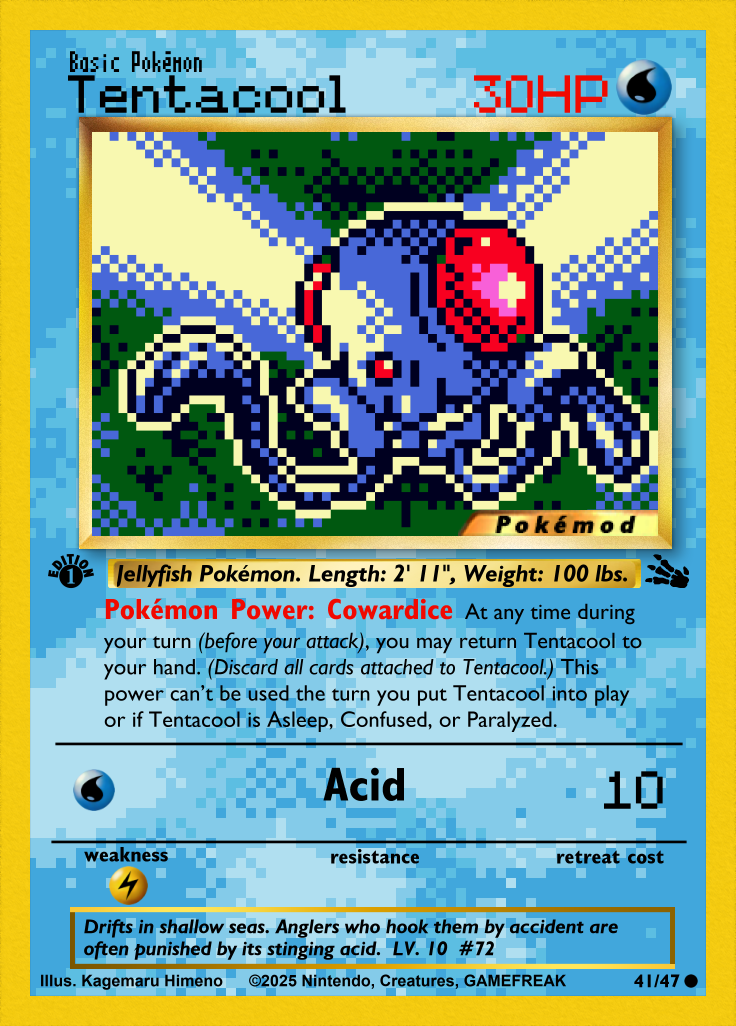 Basic Pokémon
Tentacool 30HP
Pokémod
EDITION 1
Jellyfish Pokémon. Length: 2' 11", Weight: 100 lbs.
Pokémon Power: Cowardice At any time during
your turn (before your attack), you may return Tentacool to
your hand. (Discard all cards attached to Tentacool.) This
power can't be used the turn you put Tentacool into play
or if Tentacool is Asleep, Confused, or Paralyzed.
Acid 10
weakness resistance retreat cost
Drifts in shallow seas. Anglers who hook them by accident are
often punished by its stinging acid. LV. 10 #72
Illus. Kagemaru Himeno ©2025 Nintendo, Creatures, GAMEFREAK 41/47